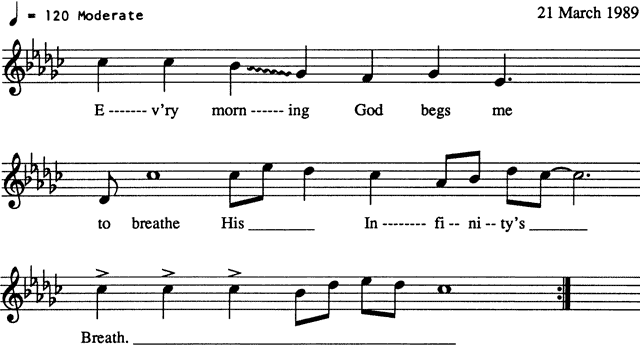 ♩ = 120 Moderate
21 March 1989
E ------- v'ry morn ------ ing God begs me
to breathe His ________ In -------- fi -- ni -- ty's _______
Breath. ________________________________________